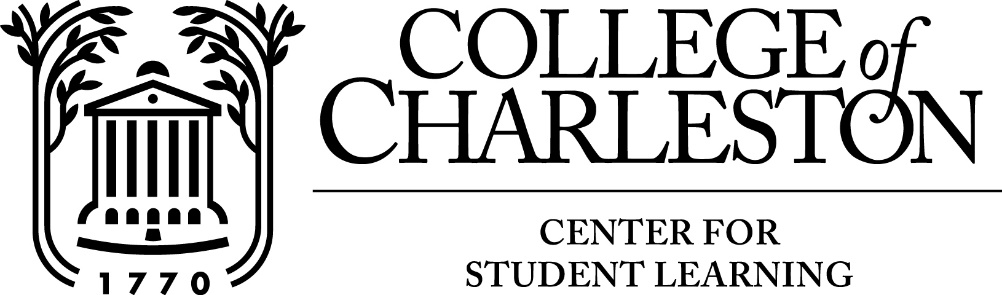 COLLEGE of
CHARLESTON
CENTER FOR
STUDENT LEARNING
1770